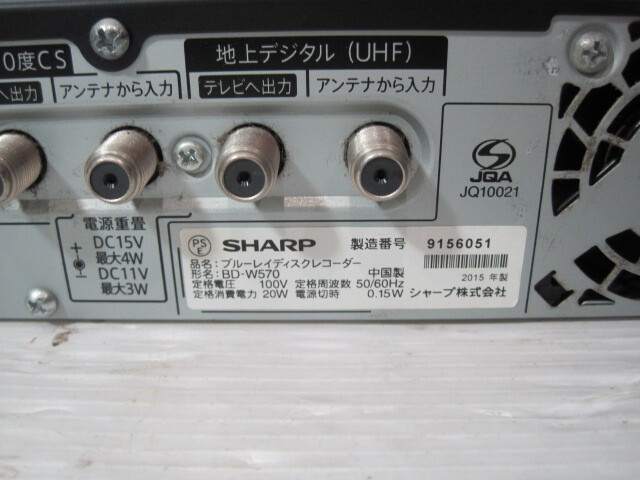 0度CS
地上デジタル (UHF)
へ出力
アンテナから入力
テレビへ出力
アンテナから入力
JQA
JQ10021
電源重畳
DC15V
最大4W
DC11V
最大3W
PS
E
SHARP
製造番号 9156051
品名：ブルーレイディスクレコーダー
形名：BD-W570 中国製
2015 年製
定格電圧 100V 定格周波数 50/60Hz
定格消費電力 20W 電源切時 0.15W シャープ株式会社